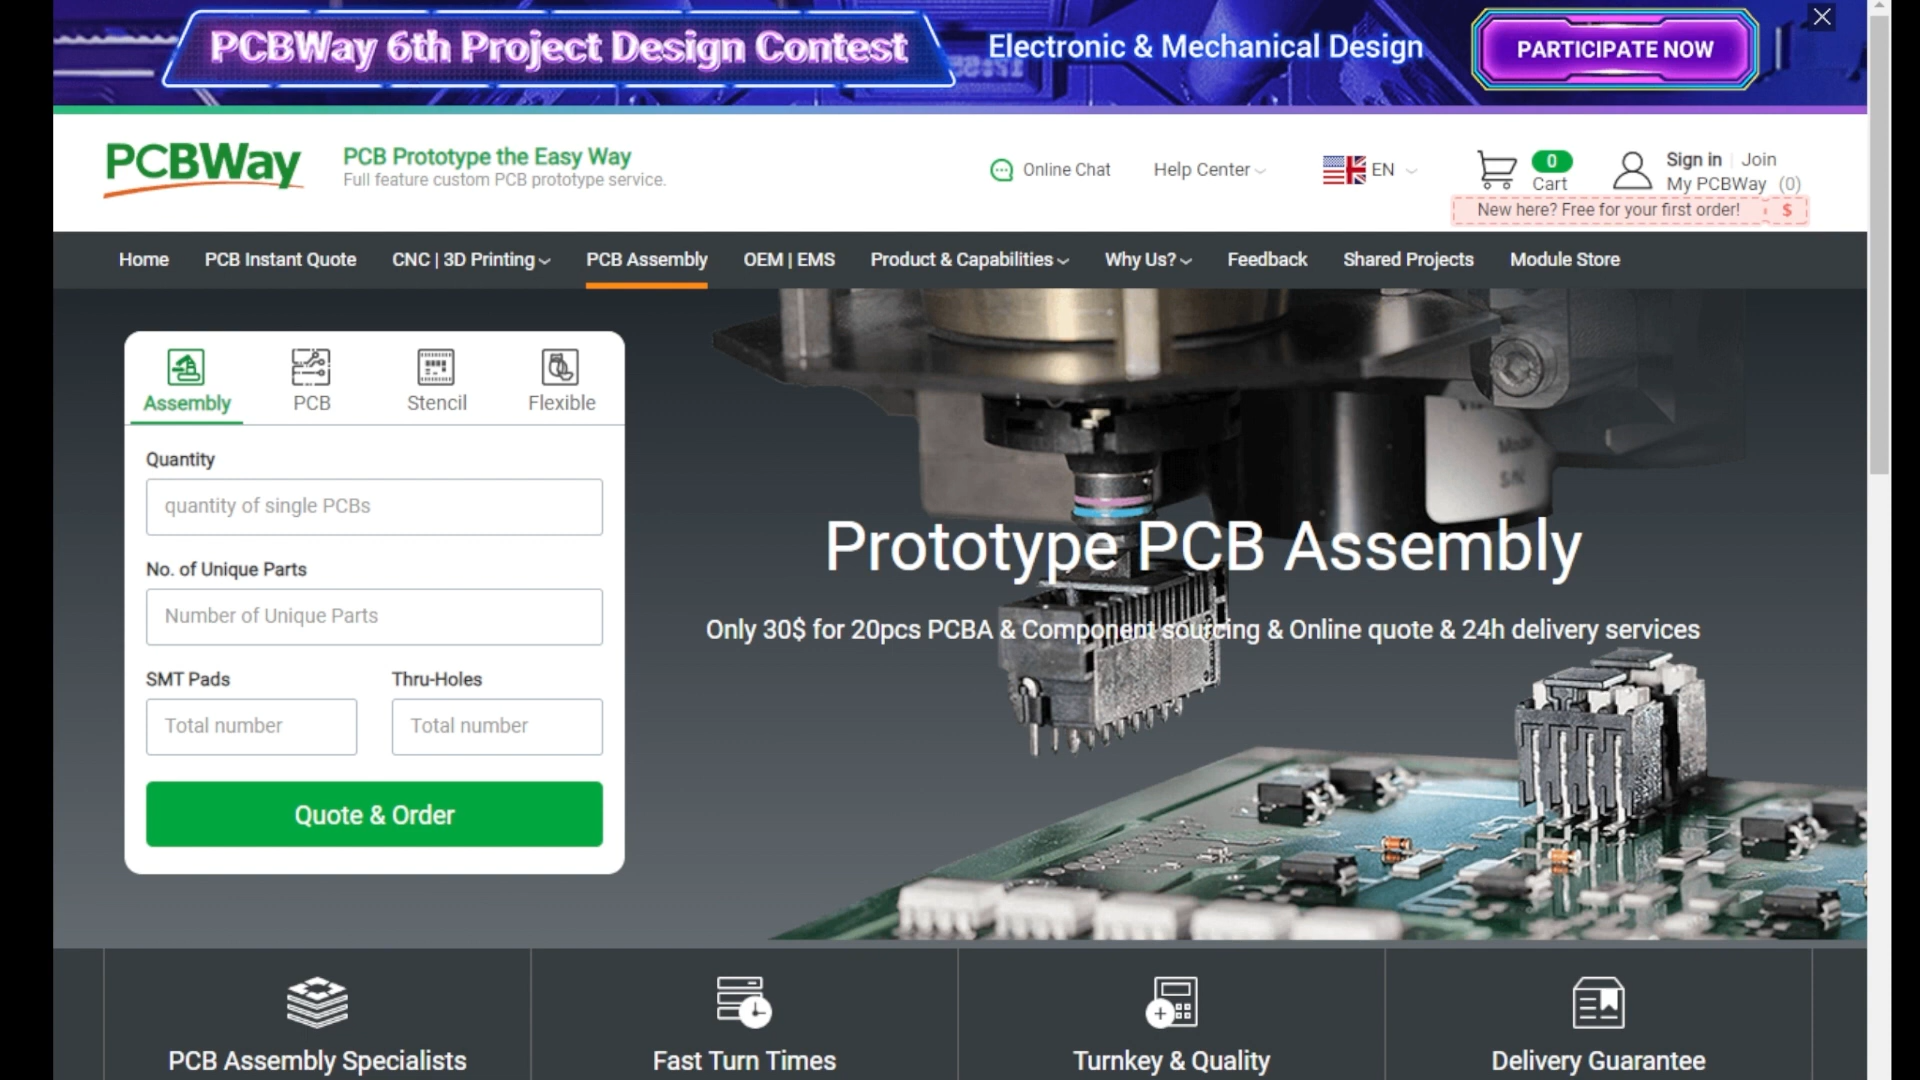 PCBWay 6th Project Design Contest
Electronic & Mechanical Design
PARTICIPATE NOW
PCBWay
PCB Prototype the Easy Way
Full feature custom PCB prototype service.
Online Chat
Help Center
EN
0
Cart
Sign in | Join
My PCBWay (0)
New here? Free for your first order! $
Home
PCB Instant Quote
CNC | 3D Printing
PCB Assembly
OEM | EMS
Product & Capabilities
Why Us?
Feedback
Shared Projects
Module Store
Assembly
PCB
Stencil
Flexible
Quantity
quantity of single PCBs
No. of Unique Parts
Number of Unique Parts
SMT Pads
Thru-Holes
Total number
Total number
Quote & Order
Prototype PCB Assembly
Only 30$ for 20pcs PCBA & Component sourcing & Online quote & 24h delivery services
PCB Assembly Specialists
Fast Turn Times
Turnkey & Quality
Delivery Guarantee